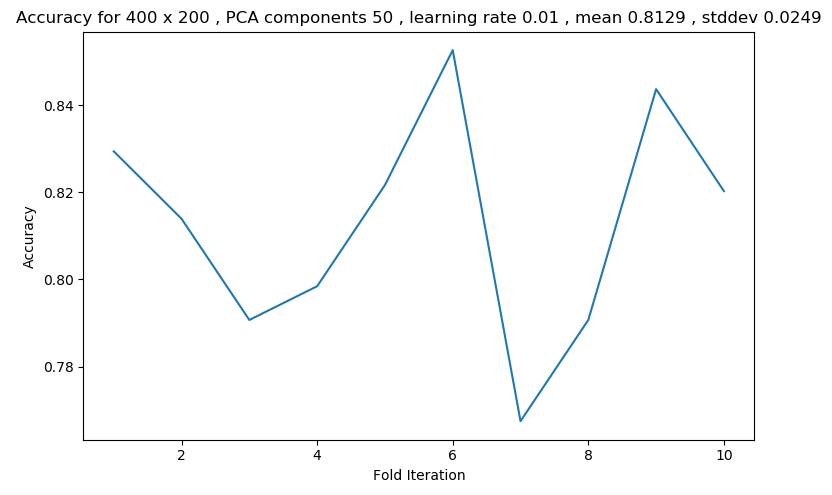 Accuracy for 400 x 200 , PCA components 50 , learning rate 0.01 , mean 0.8129 , stddev 0.0249
0.84
0.82
0.80
0.78
Accuracy
2 4 6 8 10
Fold Iteration